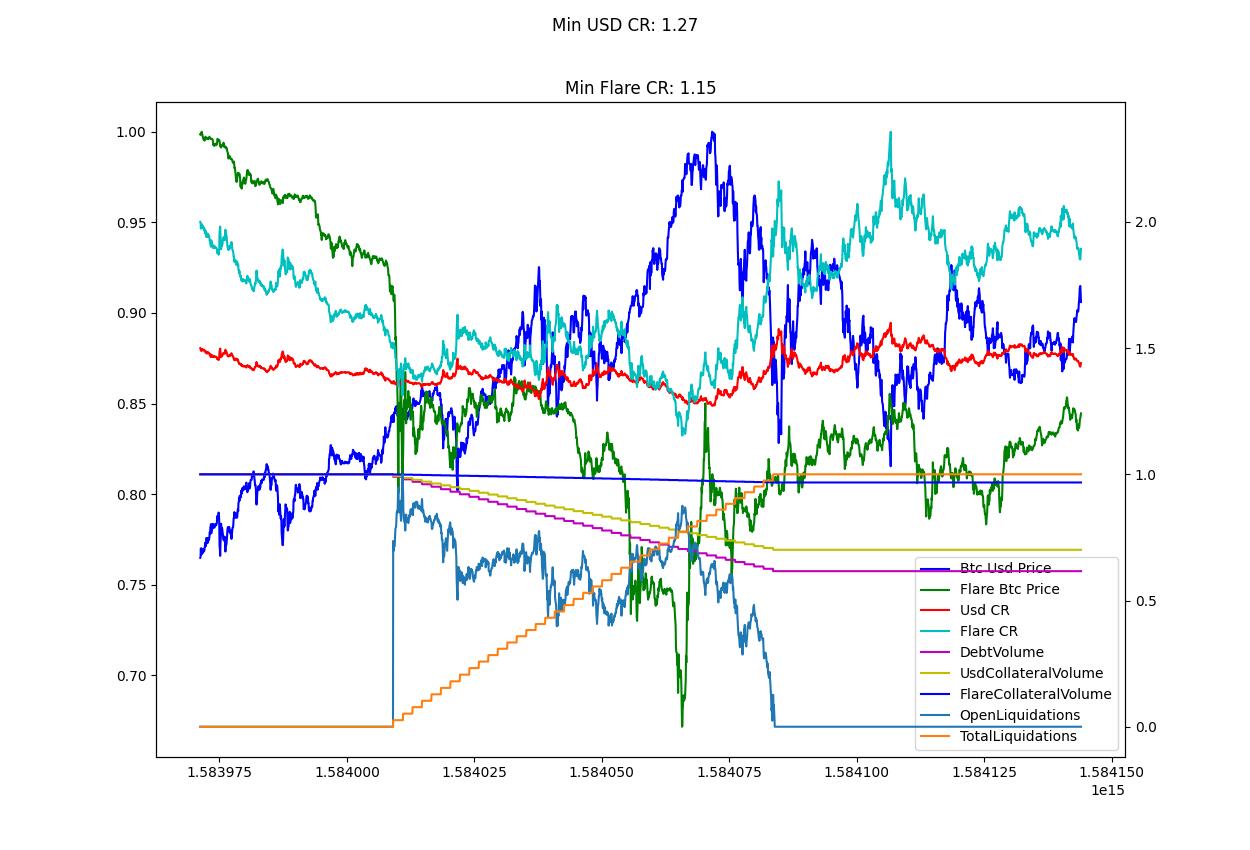 Min USD CR: 1.27
Min Flare CR: 1.15
1.00
0.95
0.90
0.85
0.80
0.75
0.70
2.0
1.5
1.0
0.5
0.0
Btc Usd Price
Flare Btc Price
Usd CR
Flare CR
DebtVolume
UsdCollateralVolume
FlareCollateralVolume
OpenLiquidations
TotalLiquidations
1.583975 1.584000 1.584025 1.584050 1.584075 1.584100 1.584125 1.584150
1e15